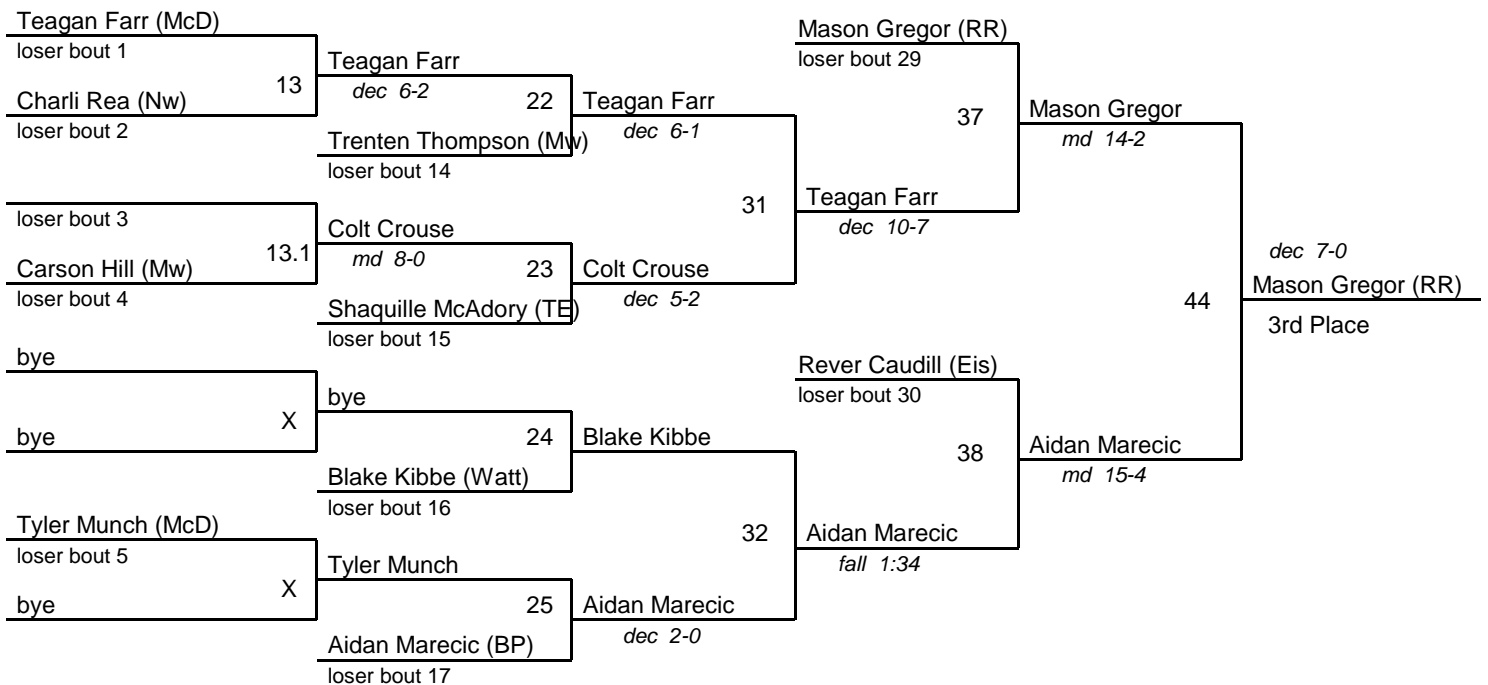 Teagan Farr (McD)
loser bout 1
13
Charli Rea (Nw)
loser bout 2
loser bout 3
13.1
Carson Hill (Mw)
loser bout 4
bye
X
bye
Tyler Munch (McD)
loser bout 5
X
bye
Teagan Farr
dec 6-2
22
Trenten Thompson (Mw)
loser bout 14
Colt Crouse
md 8-0
23
Shaquille McAdory (TE)
loser bout 15
bye
24
Blake Kibbe (Watt)
loser bout 16
Tyler Munch
25
Aidan Marecic (BP)
loser bout 17
Teagan Farr
dec 6-1
31
Colt Crouse
dec 5-2
Blake Kibbe
32
Aidan Marecic
dec 2-0
Mason Gregor (RR)
loser bout 29
37
Teagan Farr
dec 10-7
Rever Caudill (Eis)
loser bout 30
38
Aidan Marecic
fall 1:34
Mason Gregor
md 14-2
44
Aidan Marecic
md 15-4
dec 7-0
Mason Gregor (RR)
3rd Place